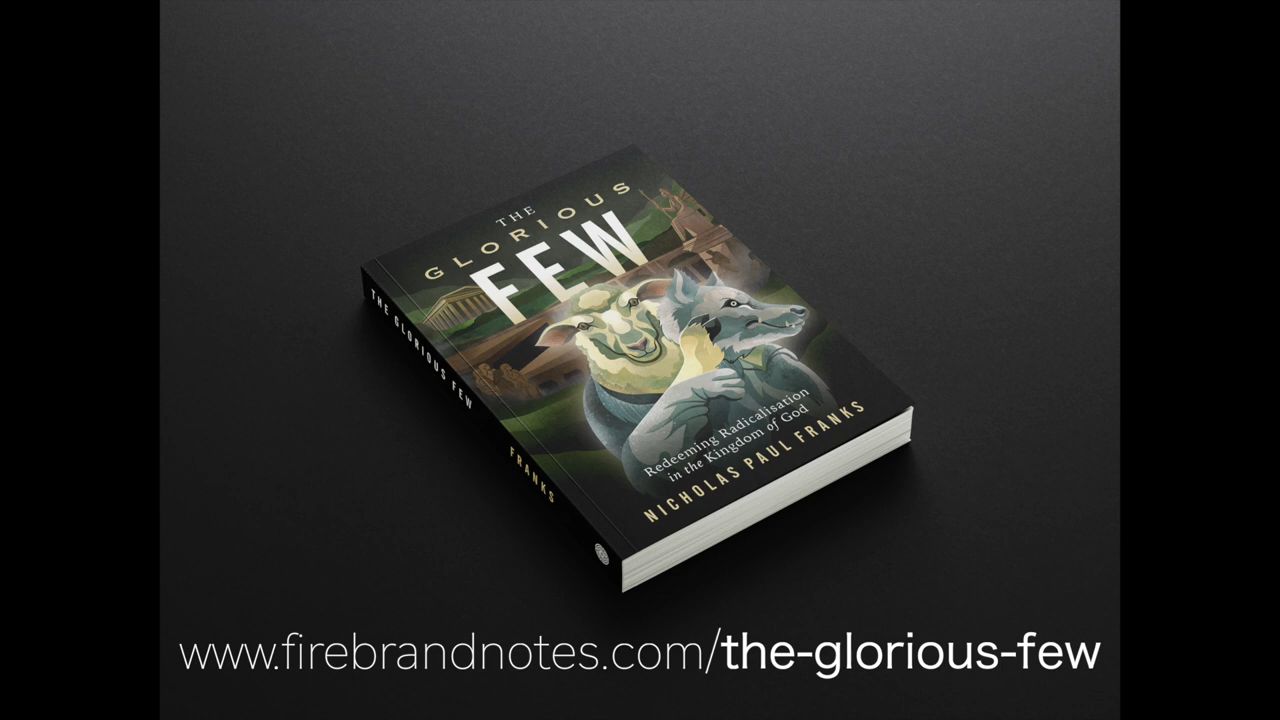 THE
GLORIOUS
FEW
Redeeming Radicalisation
in the Kingdom of God
NICHOLAS PAUL FRANKS
THE GLORIOUS FEW
FRANKS
www.firebrandnotes.com/the-glorious-few